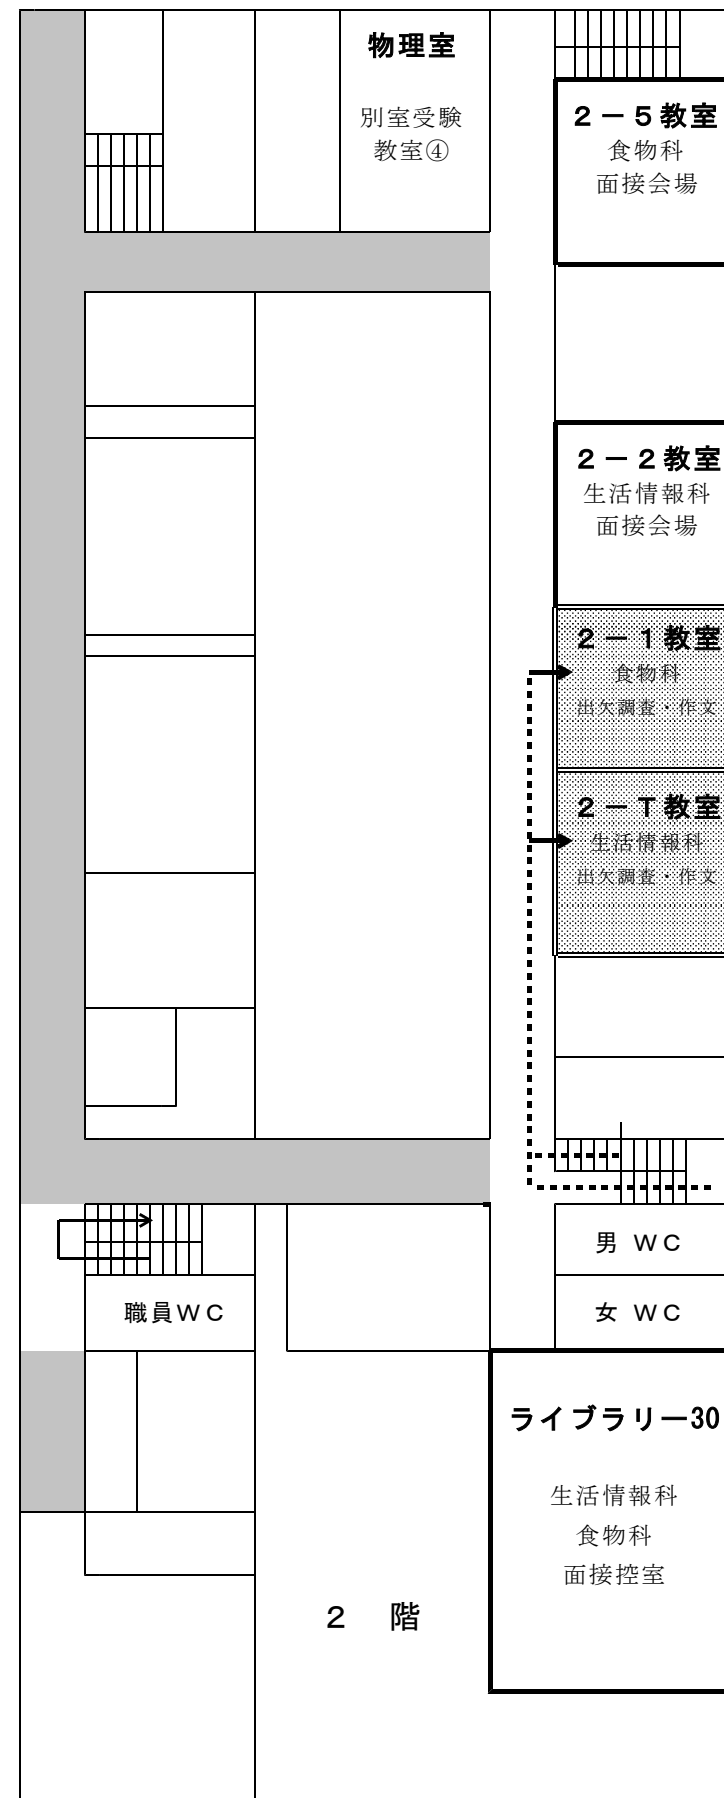 物理室
別室受験
教室④
２－５教室
食物科
面接会場
２－２教室
生活情報科
面接会場
２－１教室
食物科
出欠調査・作文
２－Ｔ教室
生活情報科
出欠調査・作文
男 ＷＣ
職員ＷＣ
女 ＷＣ
ライブラリー30
生活情報科
食物科
面接控室
２　階